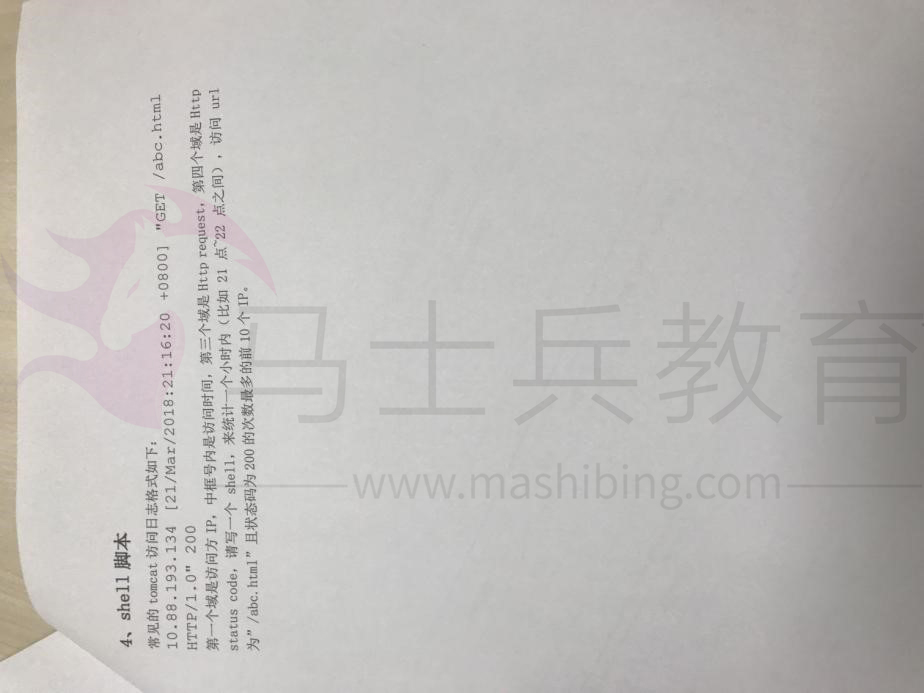 4、shell 脚本
常见的 tomcat 访问日志格式如下：
10.88.193.134 [21/Mar/2018:21:16:20 +0800] "GET /abc.html
HTTP/1.0" 200
第一个域是访问方 IP，中框号内是访问时间，第三个域是 Http request，第四个域是 Http
status code，请写一个 shell，来统计一个小时内（比如 21 点~22 点之间），访问 url
为"/abc.html"且状态码为 200 的次数最多的前 10 个 IP。
马士兵教育
www.mashibing.com